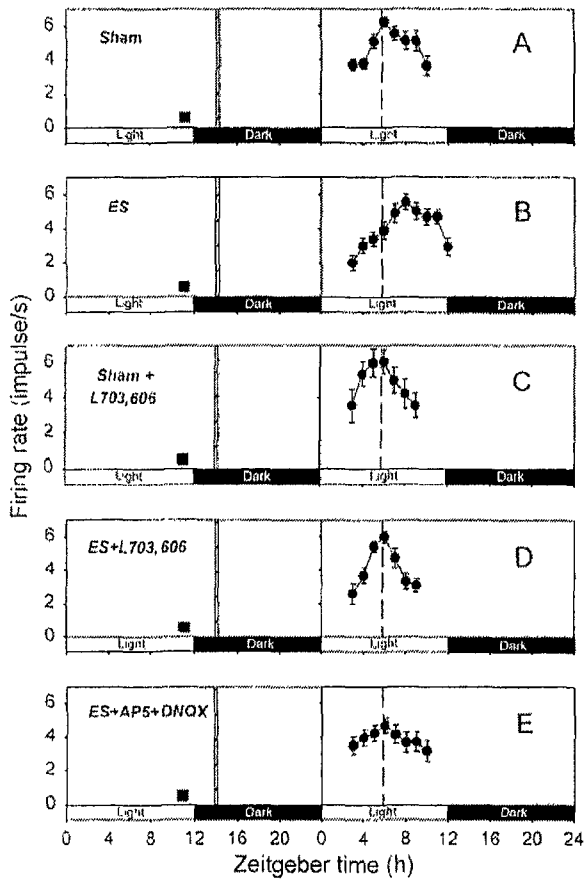 Firing rate (impulse/s)
6
4
2
0
Sham
A
Light
Dark
Light
Dark
6
4
2
0
ES
B
Light
Dark
Light
Dark
6
4
2
0
Sham +
L703,606
C
Light
Dark
Light
Dark
6
4
2
0
ES+L703,606
D
Light
Dark
Light
Dark
6
4
2
0
ES+AP5+DNQX
E
Light
Dark
Light
Dark
0 4 8 12 16 20 0 4 8 12 16 20 24
Zeitgeber time (h)